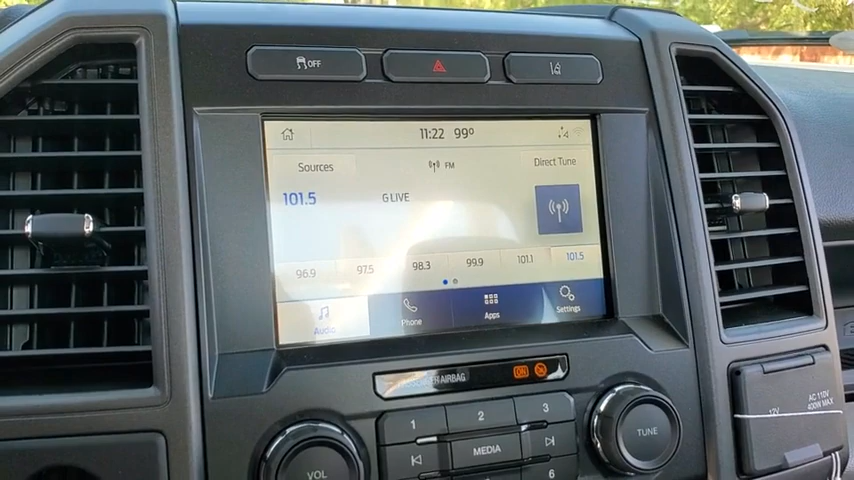 OFF
11:22 99°
Sources FM Direct Tune
101.5 G LIVE
96.9 97.5 98.3 99.9 101.1 101.5
Audio Phone Apps Settings
PASSENGER AIRBAG ON
1 2 3
MEDIA
6
VOL TUNE
12V
AC 110V
400W MAX